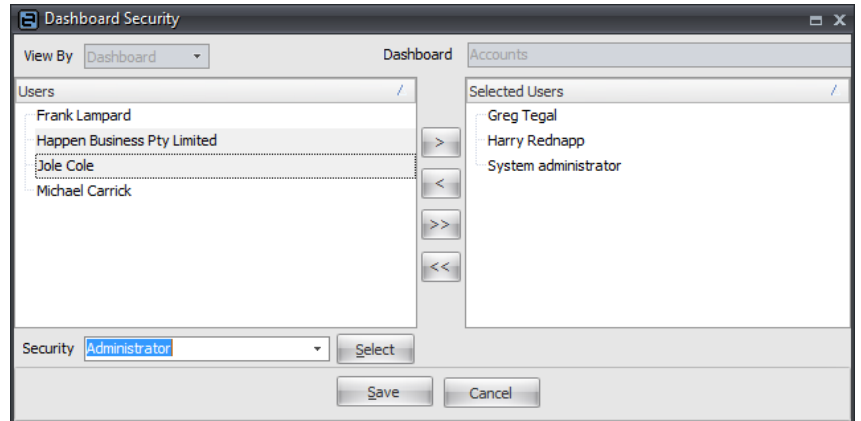 Dashboard Security
View By Dashboard Dashboard Accounts
Users / Selected Users /
Frank Lampard Greg Tegal
Happen Business Pty Limited > Harry Rednapp
Jole Cole System administrator
Michael Carrick <
>>
<<
Security Administrator Select
Save Cancel